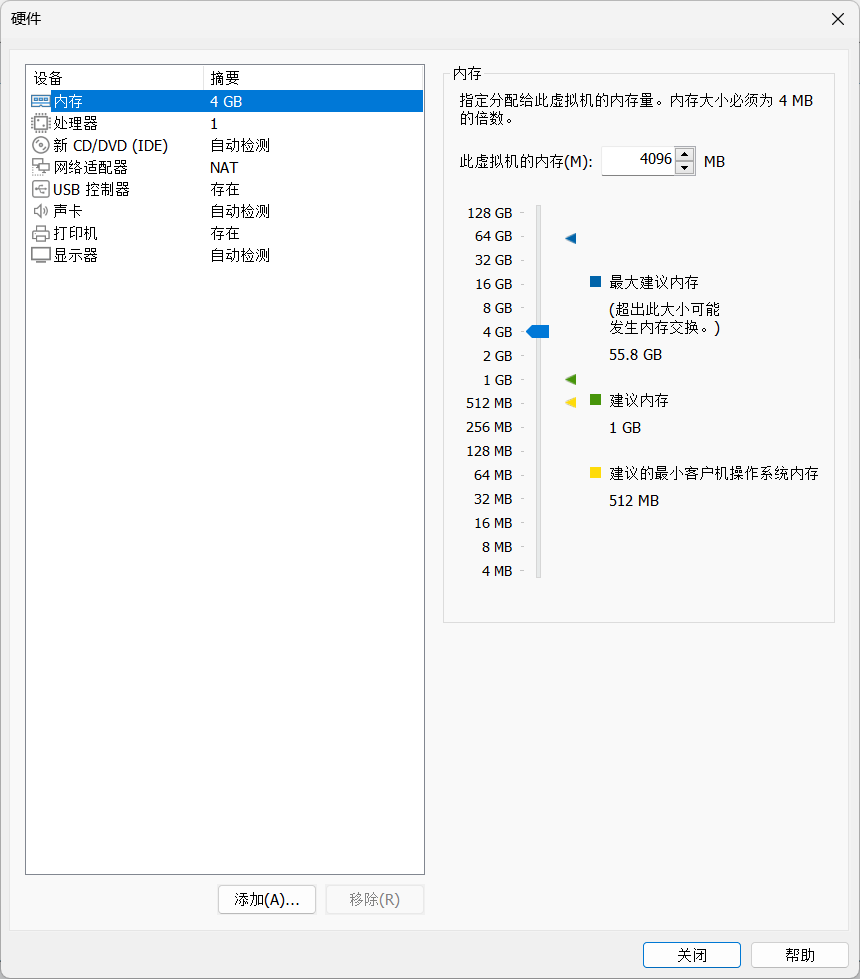 硬件
设备 摘要
内存 4 GB
处理器 1
新 CD/DVD (IDE) 自动检测
网络适配器 NAT
USB 控制器 存在
声卡 自动检测
打印机 存在
显示器 自动检测
添加(A)... 移除(R)
内存
指定分配给此虚拟机的内存量。内存大小必须为 4 MB
的倍数。
此虚拟机的内存(M): 4096 MB
128 GB
64 GB
32 GB
16 GB
8 GB
4 GB
2 GB
1 GB
512 MB
256 MB
128 MB
64 MB
32 MB
16 MB
8 MB
4 MB
最大建议内存
(超出此大小可能
发生内存交换。)
55.8 GB
建议内存
1 GB
建议的最小客户机操作系统内存
512 MB
关闭 帮助